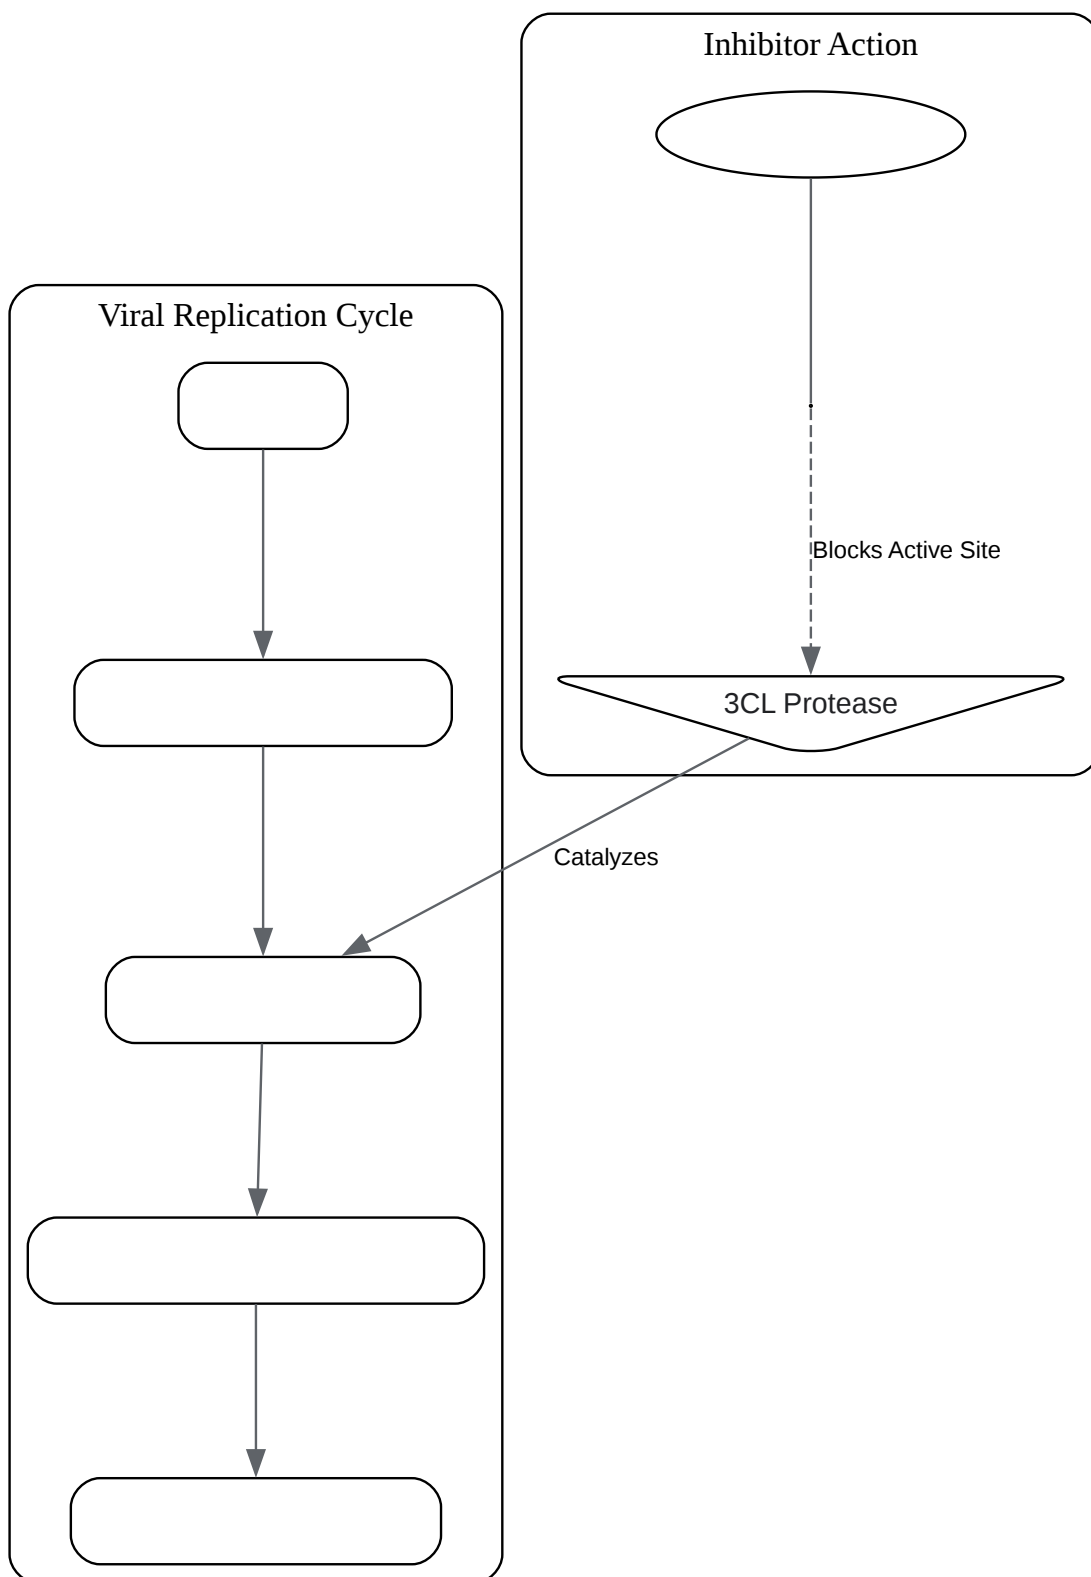 Inhibitor Action
Viral Replication Cycle
Blocks Active Site
3CL Protease
Catalyzes